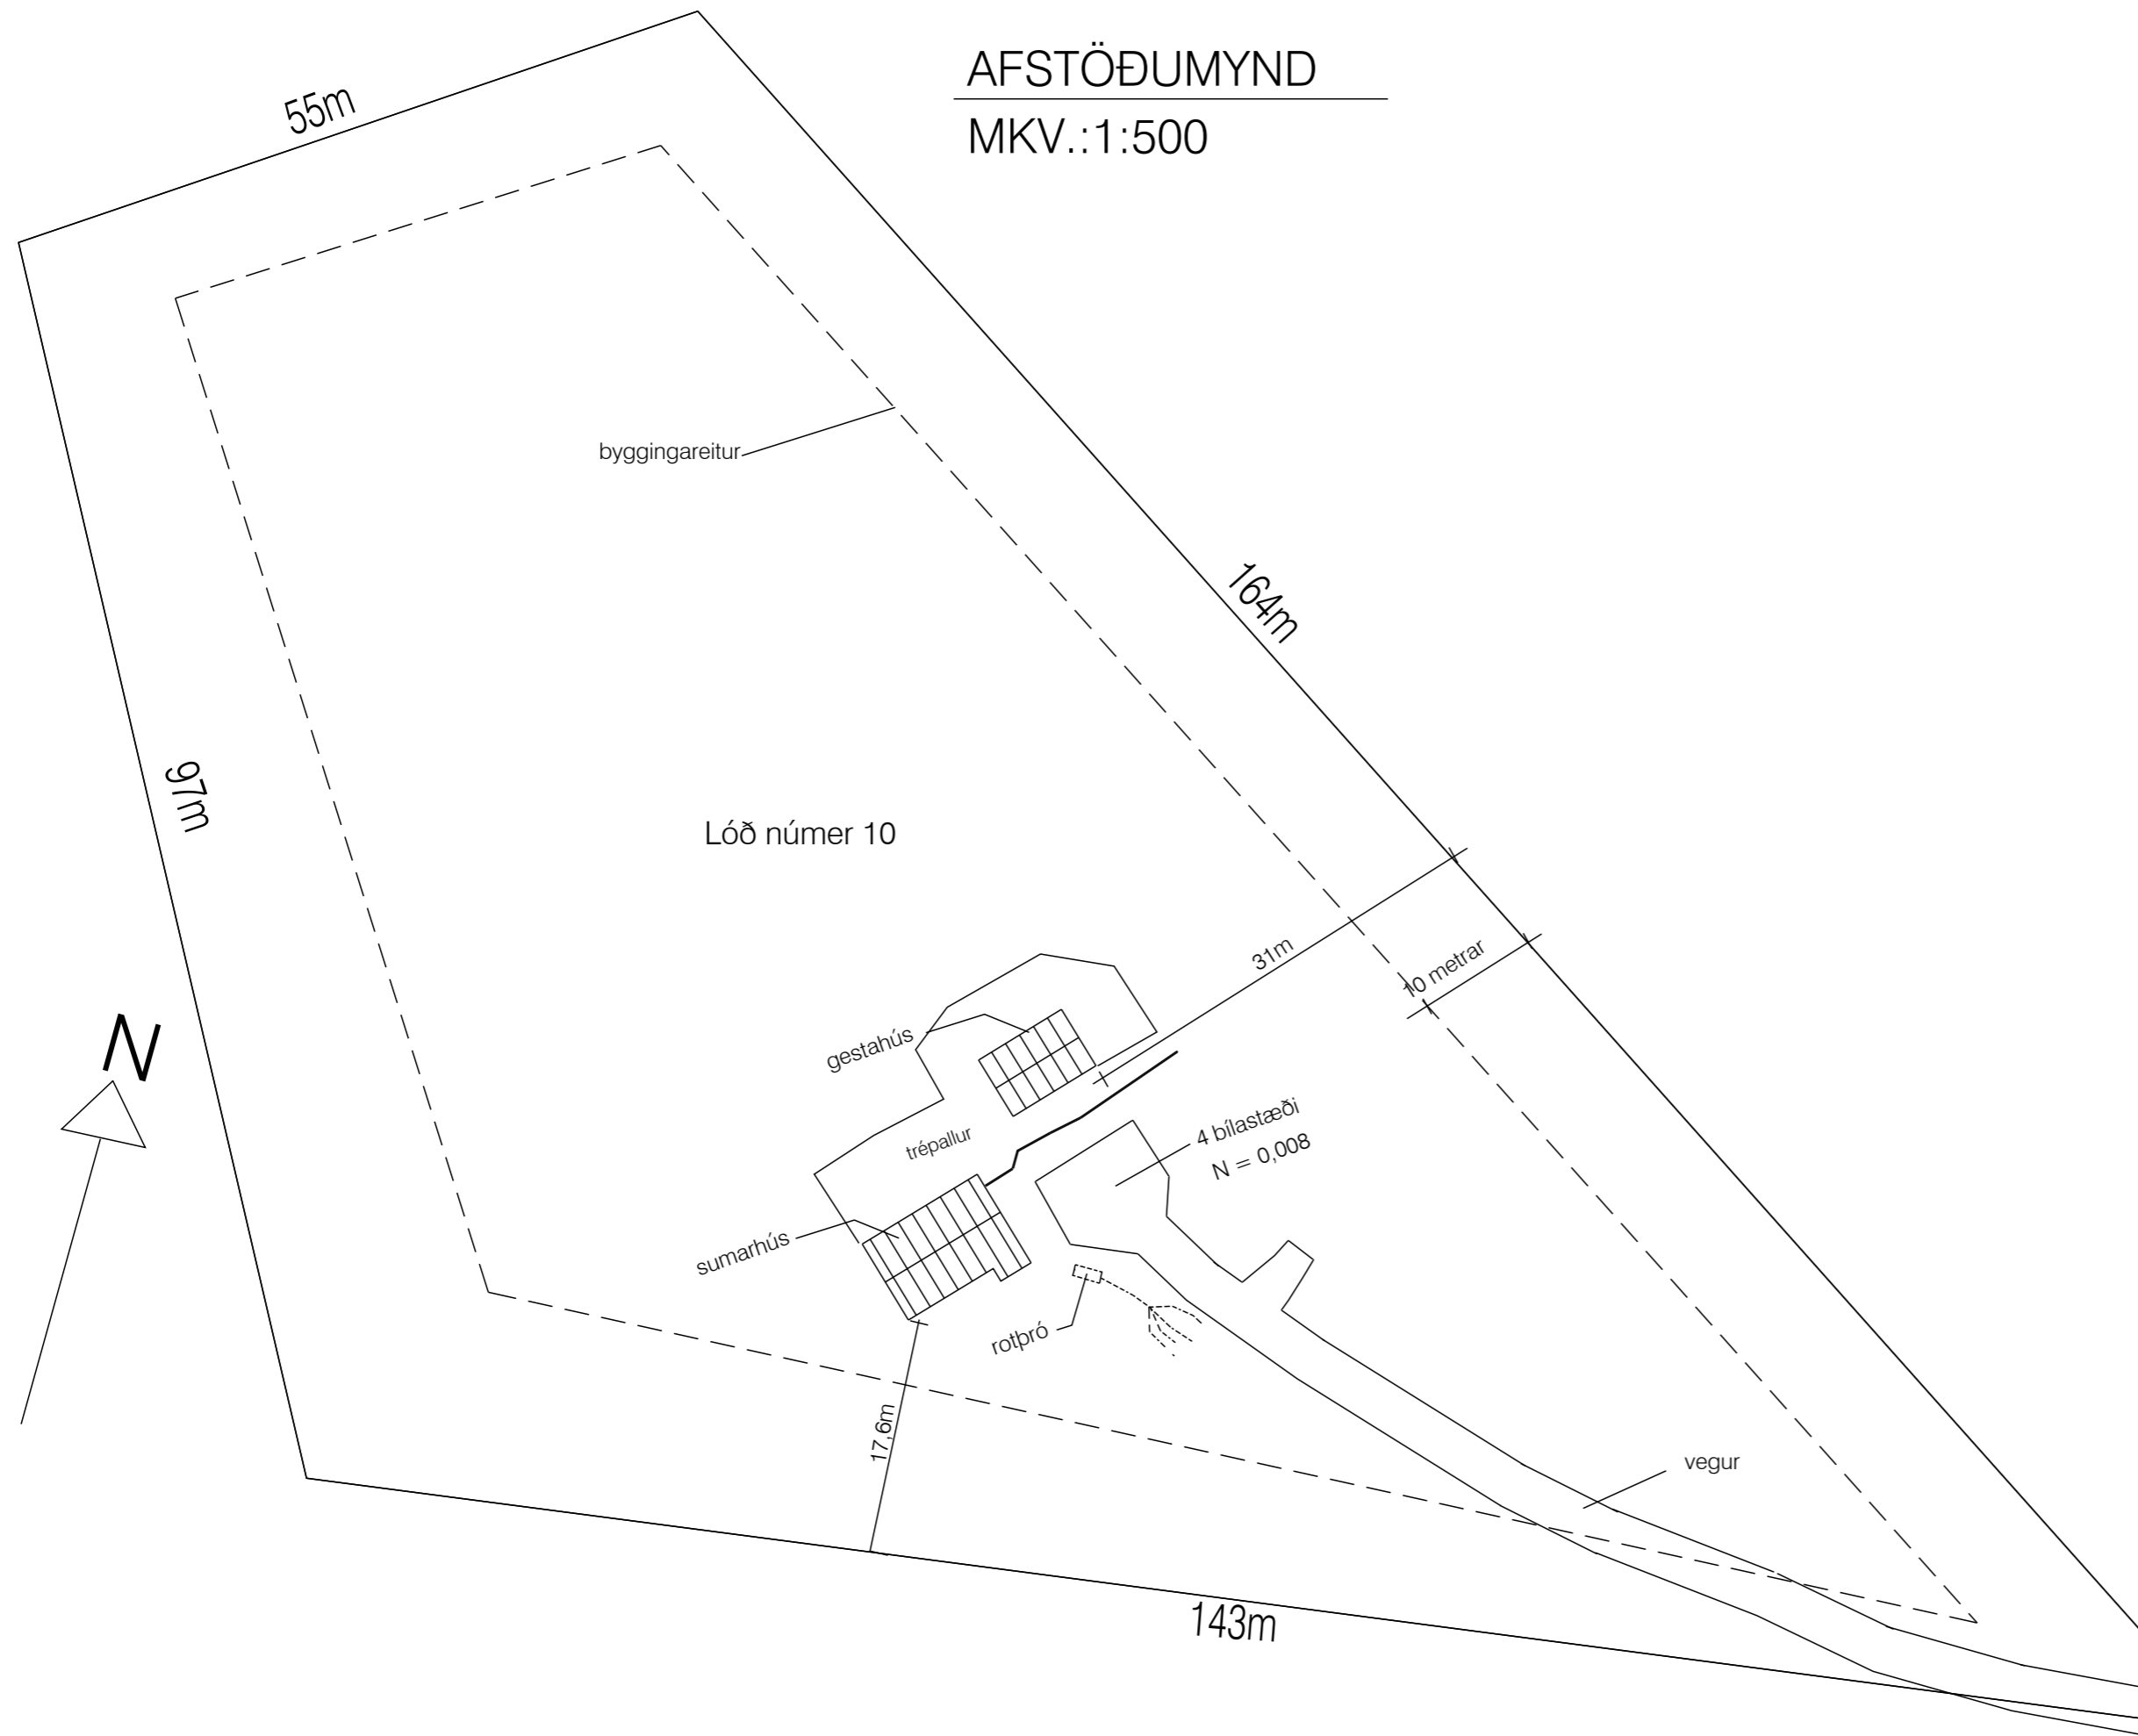 AFSTÖÐUMYND
MKV.:1:500
55m
byggingareitur
164m
97m
Lóð númer 10
31m
10 metrar
N
gestahús
4 bílastæði
N = 0,008
trépallur
sumarhús
rotþró
17,6m
vegur
143m